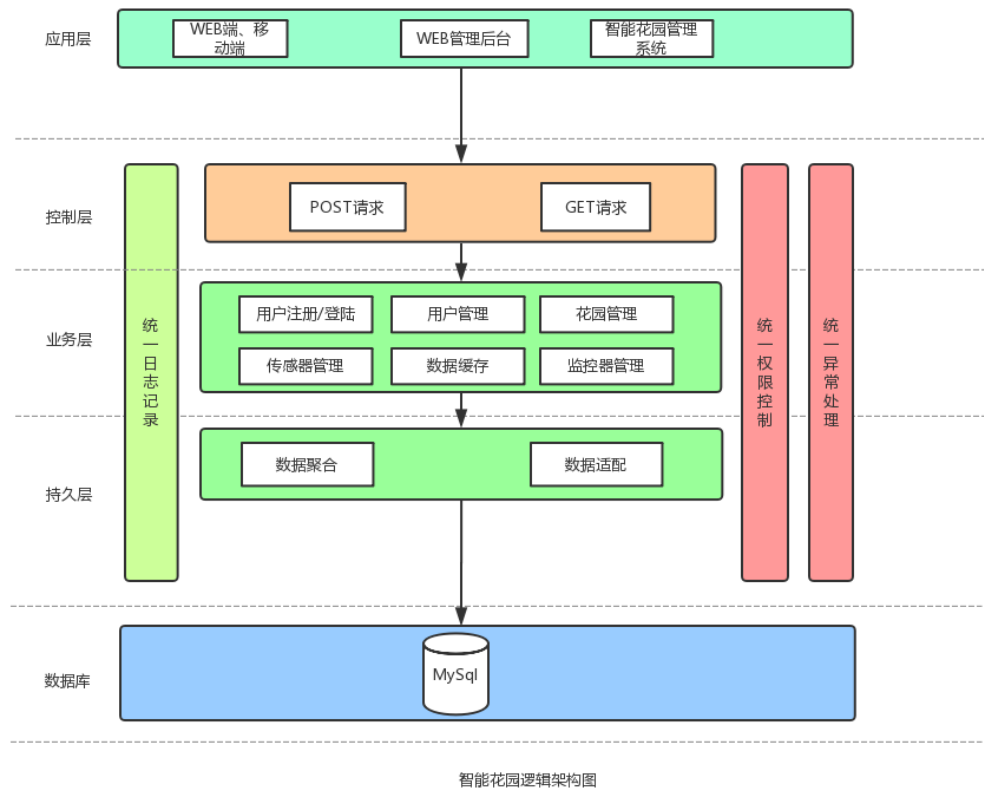 应用层
WEB端、移
动端
WEB管理后台
智能花园管理
系统
控制层
POST请求
GET请求
业务层
用户注册/登陆
用户管理
花园管理
传感器管理
数据缓存
监控器管理
统一日志记录
统一权限控制
统一异常处理
持久层
数据聚合
数据适配
数据库
MySql
智能花园逻辑架构图